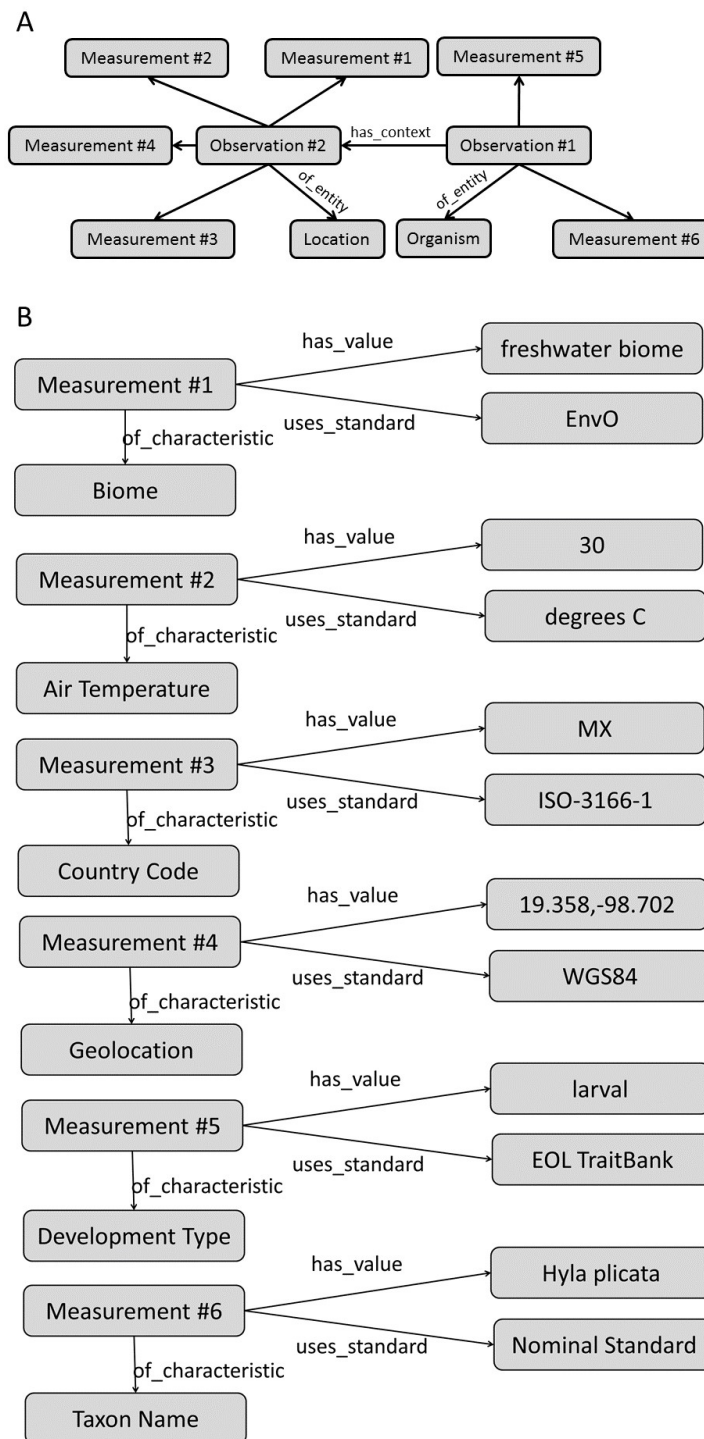 A
Measurement #2
Measurement #1
Measurement #5
Measurement #4
Observation #2
has_context
Observation #1
of_entity
of_entity
Measurement #3
Location
Organism
Measurement #6
B
has_value
freshwater biome
Measurement #1
uses_standard
EnvO
of_characteristic
Biome
has_value
30
Measurement #2
uses_standard
degrees C
of_characteristic
Air Temperature
has_value
MX
Measurement #3
uses_standard
ISO-3166-1
of_characteristic
Country Code
has_value
19.358,-98.702
Measurement #4
uses_standard
WGS84
of_characteristic
Geolocation
has_value
larval
Measurement #5
uses_standard
EOL TraitBank
of_characteristic
Development Type
has_value
Hyla plicata
Measurement #6
uses_standard
Nominal Standard
of_characteristic
Taxon Name